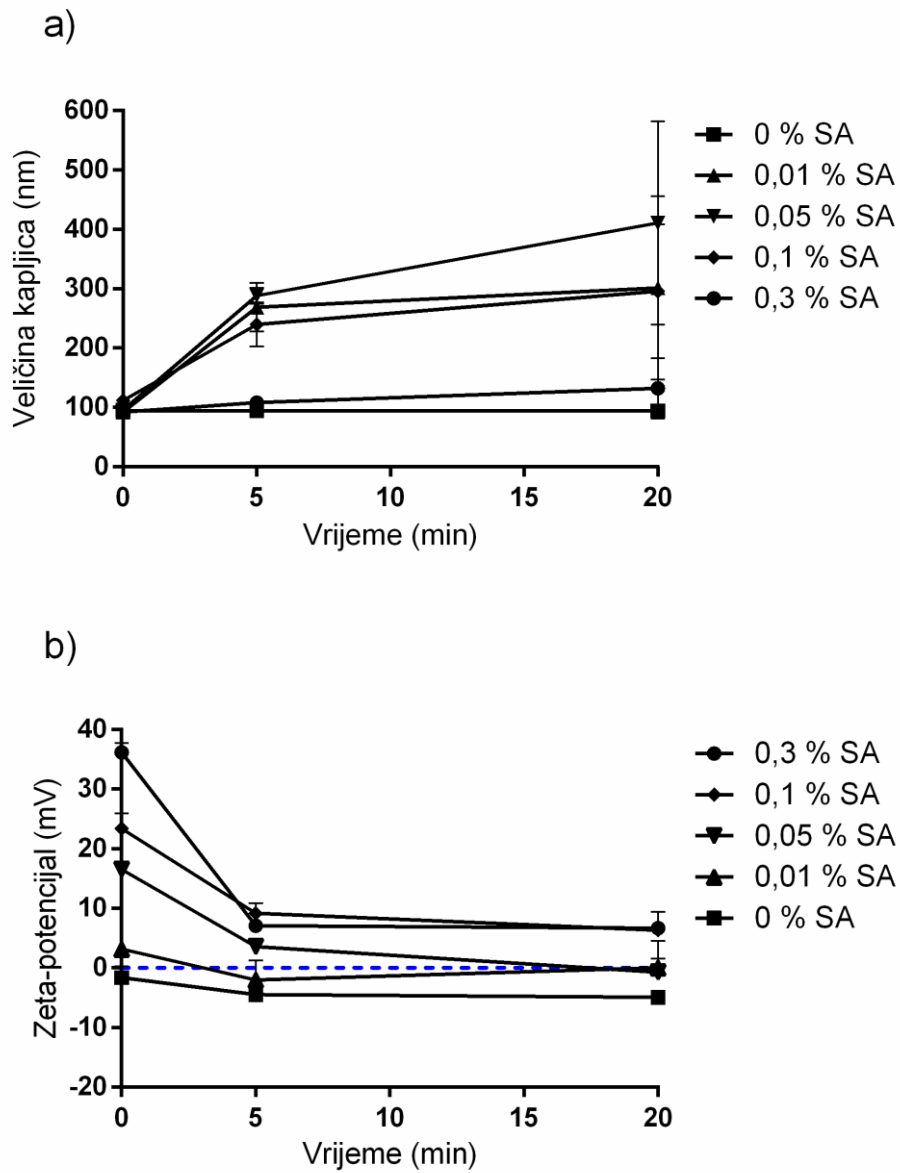 a)
Veličina kapljica (nm)
600
500
400
300
200
100
0
0 5 10 15 20
Vrijeme (min)
0 % SA
0,01 % SA
0,05 % SA
0,1 % SA
0,3 % SA
b)
Zeta-potencijal (mV)
40
30
20
10
0
-10
-20
0 5 10 15 20
Vrijeme (min)
0,3 % SA
0,1 % SA
0,05 % SA
0,01 % SA
0 % SA